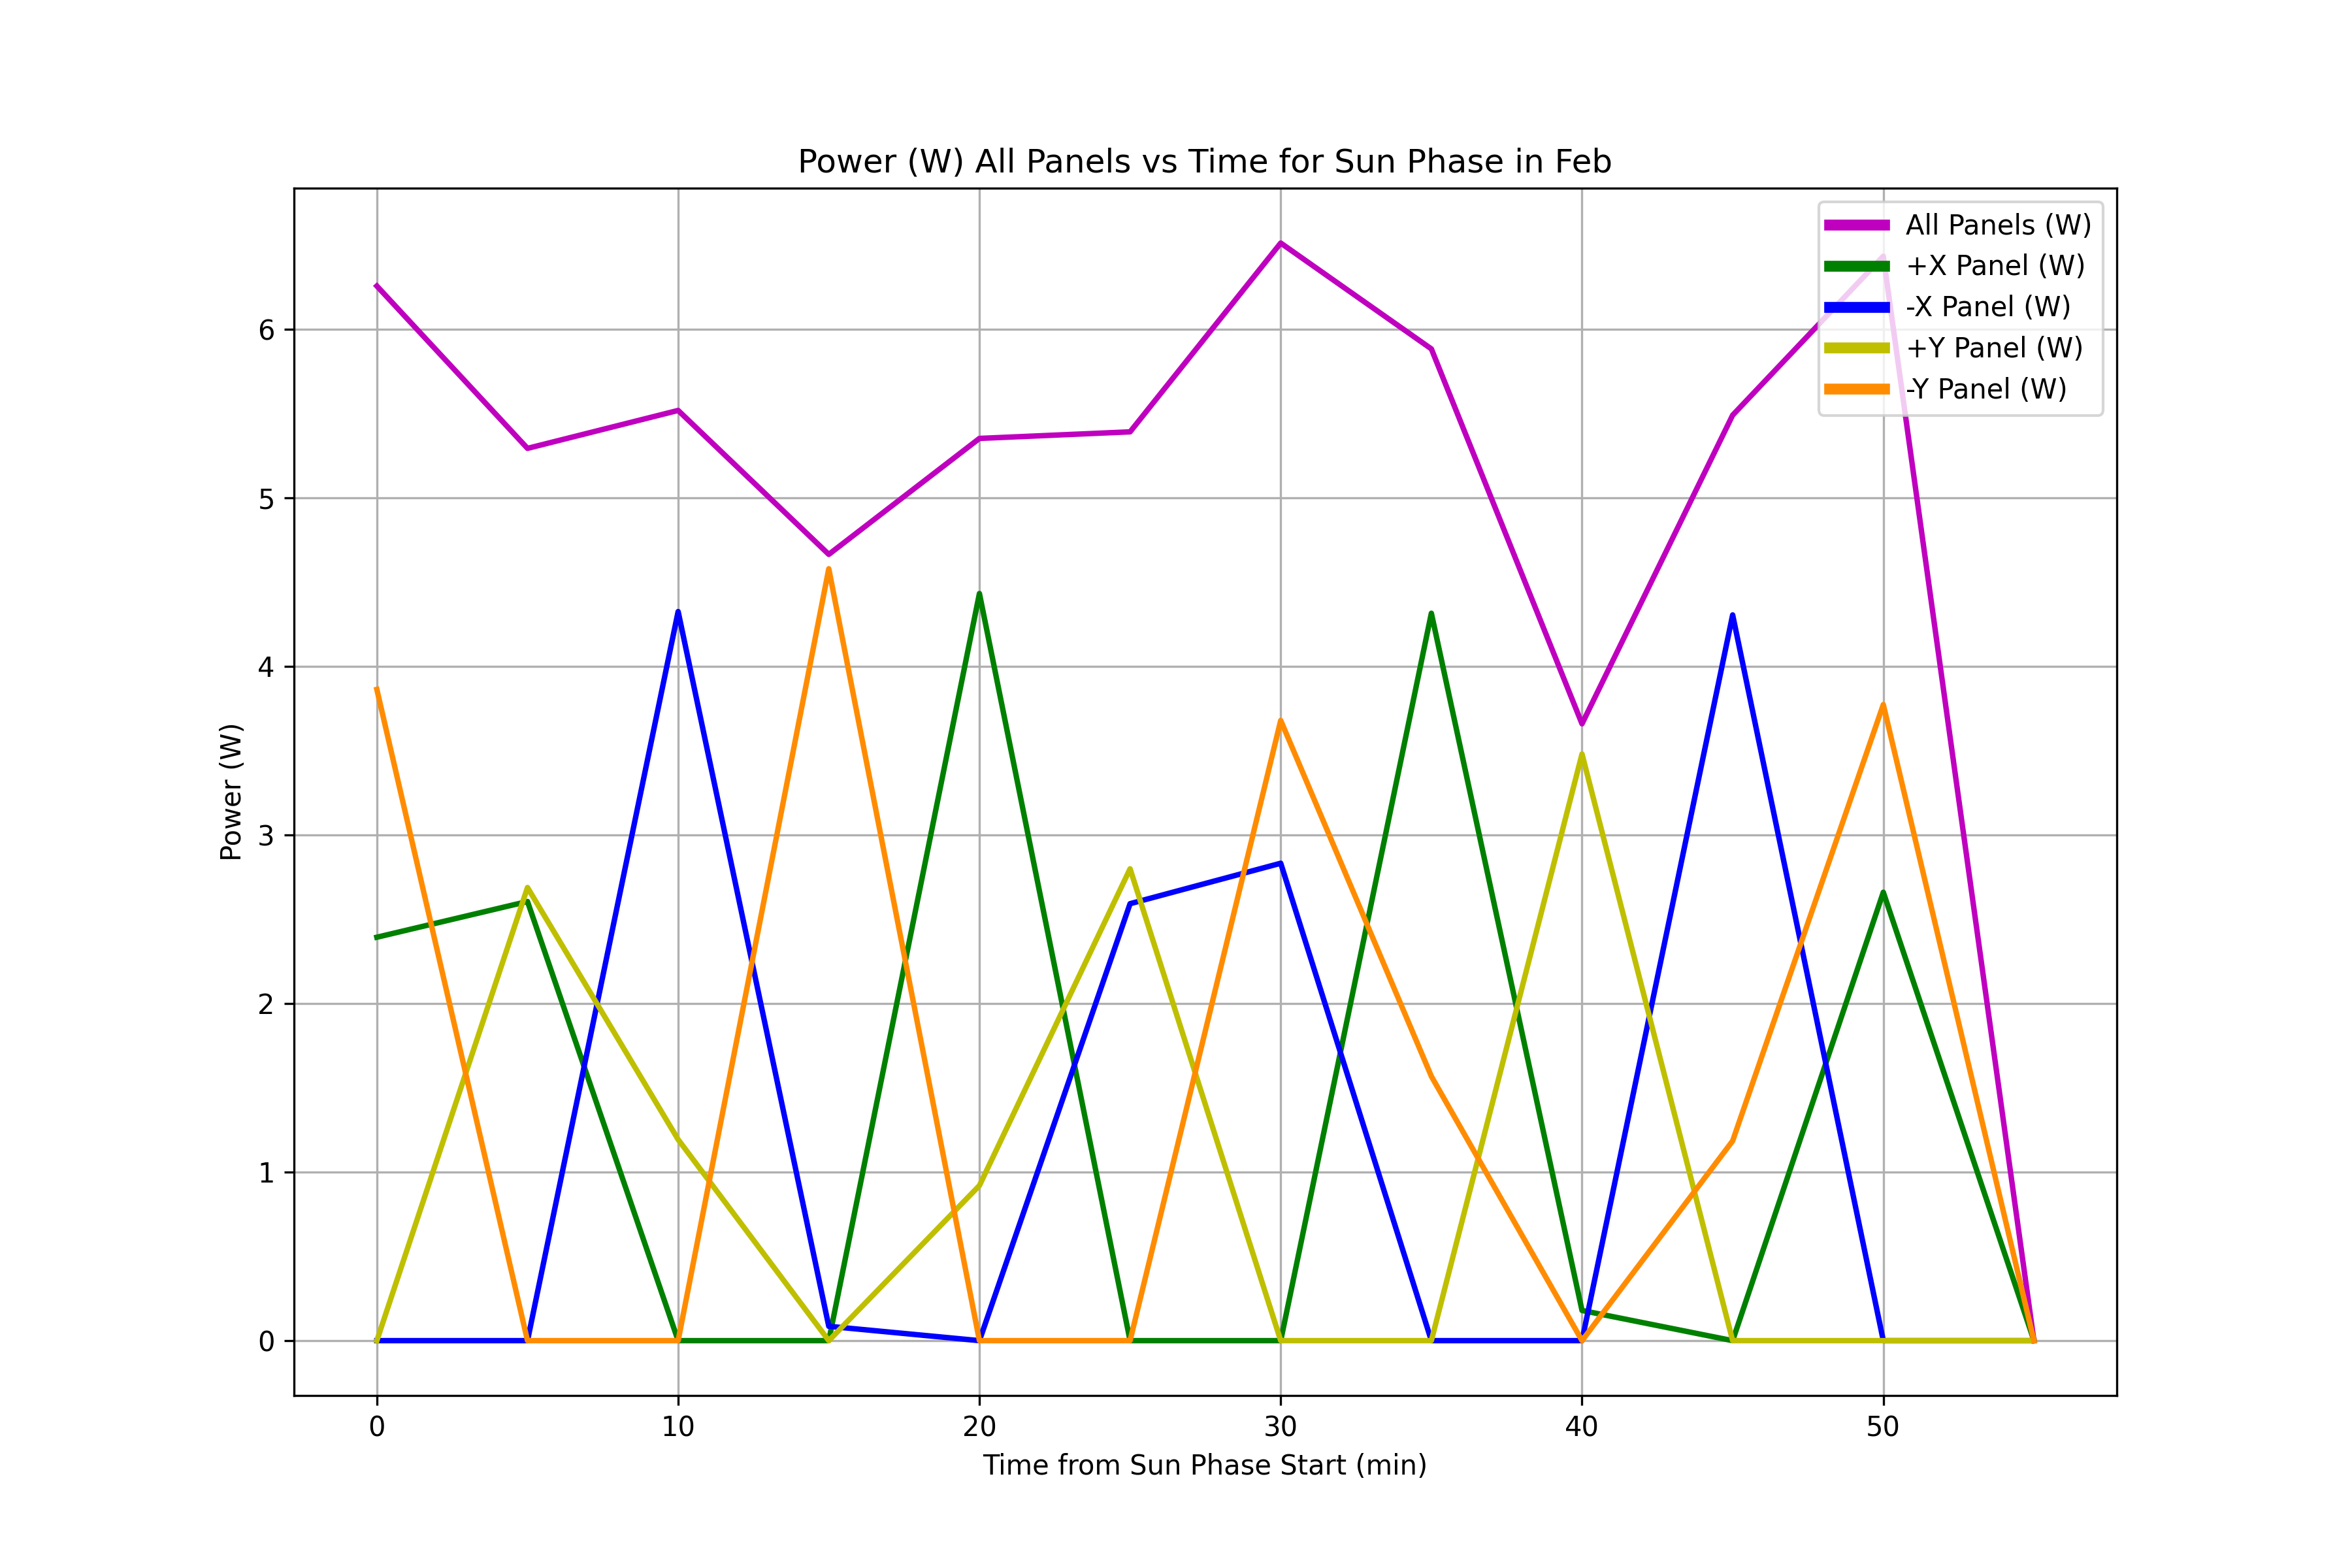 Power (W) All Panels vs Time for Sun Phase in Feb
All Panels (W)
+X Panel (W)
-X Panel (W)
+Y Panel (W)
-Y Panel (W)
Power (W)
6
5
4
3
2
1
0
0 10 20 30 40 50
Time from Sun Phase Start (min)